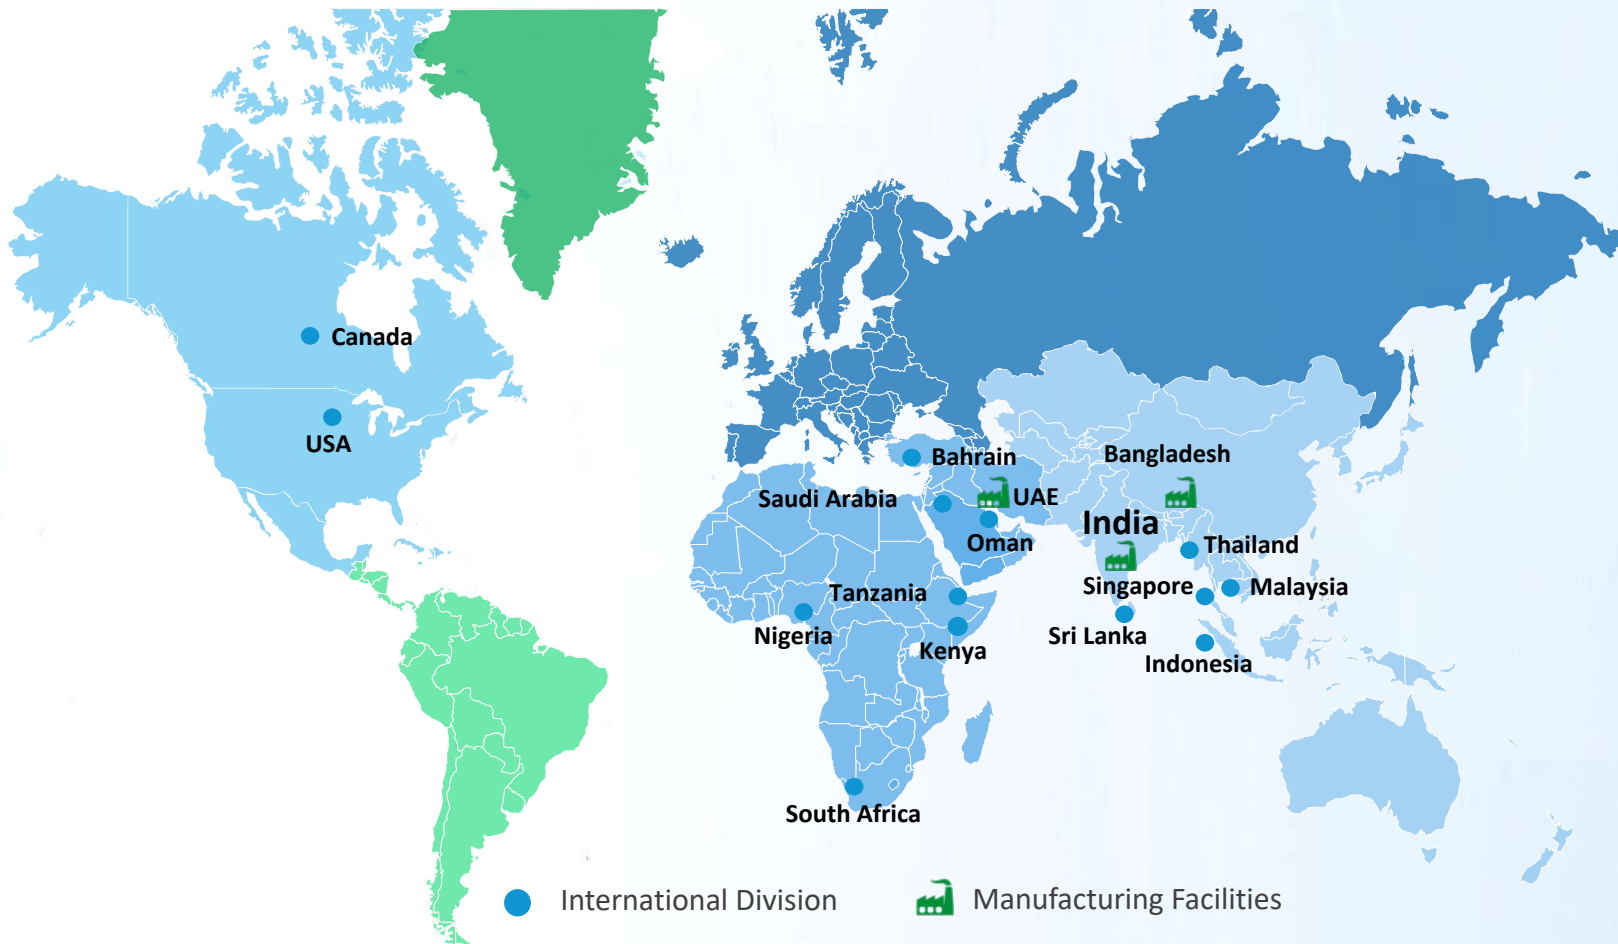 Canada
USA
Bahrain
Bangladesh
Saudi Arabia
UAE
India
Oman
Thailand
Singapore
Malaysia
Tanzania
Nigeria
Kenya
Sri Lanka
Indonesia
South Africa
International Division
Manufacturing Facilities